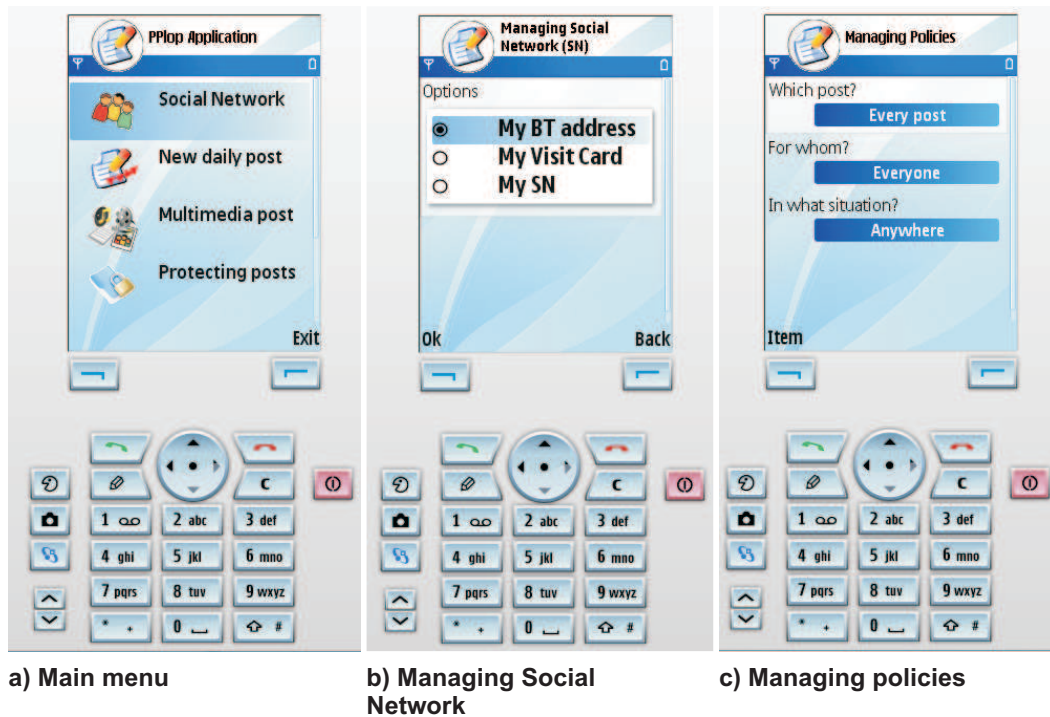 PPlop Application
Social Network
New daily post
Multimedia post
Protecting posts
Exit
1
2 abc
3 def
4 ghi
5 jkl
6 mno
7 pqrs
8 tuv
9 wxyz
* +
0
#
C
a) Main menu
Managing Social
Network (SN)
Options
My BT address
My Visit Card
My SN
Ok
Back
C
1
2 abc
3 def
4 ghi
5 jkl
6 mno
7 pqrs
8 tuv
9 wxyz
* +
0
#
b) Managing Social
Network
Managing Policies
Which post?
Every post
For whom?
Everyone
In what situation?
Anywhere
Item
C
1
2 abc
3 def
4 ghi
5 jkl
6 mno
7 pqrs
8 tuv
9 wxyz
* +
0
#
c) Managing policies